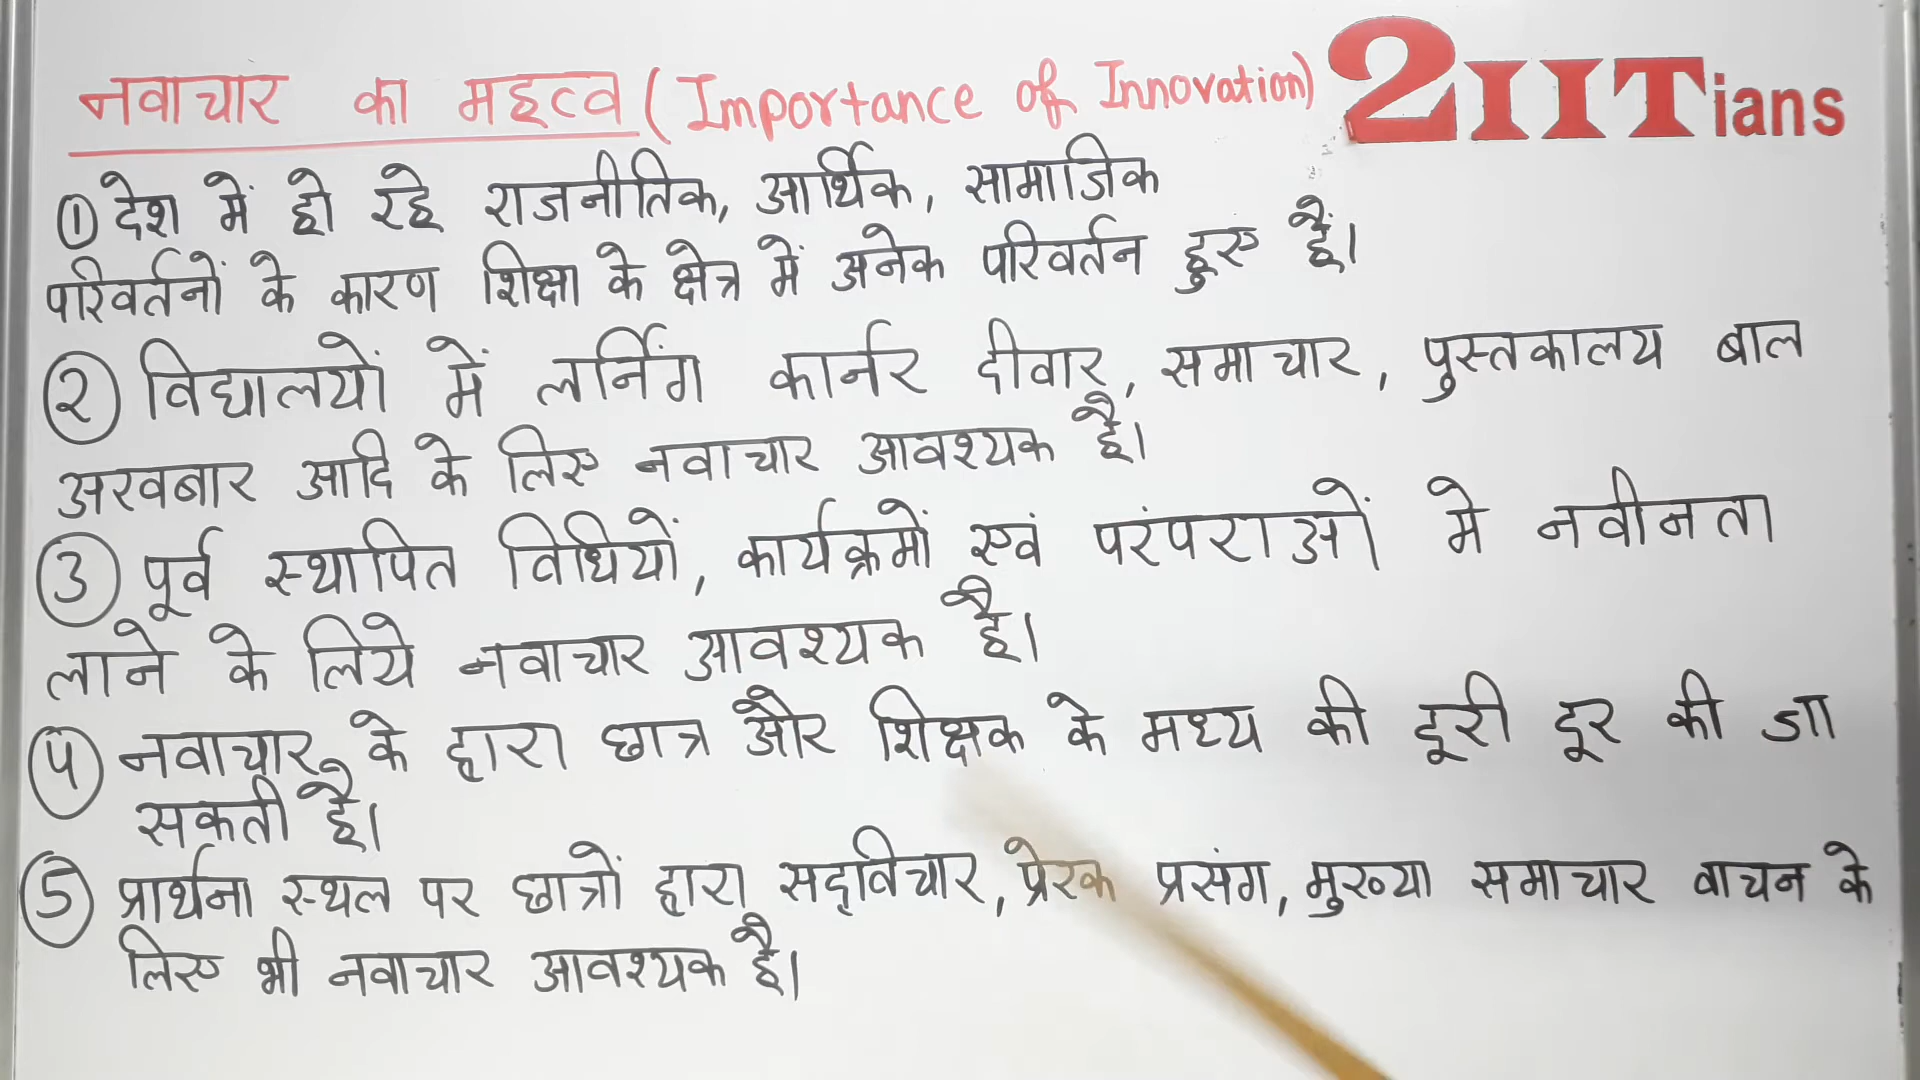 नवाचार का महत्व (Importance of Innovation)
2IITians
① देश में हो रहे राजनीतिक, आर्थिक, सामाजिक
परिवर्तनों के कारण शिक्षा के क्षेत्र में अनेक परिवर्तन हुए हैं।
② विद्यालयों में लर्निंग कार्नर दीवार, समाचार, पुस्तकालय बाल
अखबार आदि के लिए नवाचार आवश्यक है।
③ पूर्व स्थापित विधियों, कार्यक्रमों एवं परंपराओं मे नवीनता
लाने के लिये नवाचार आवश्यक है।
④ नवाचार के द्वारा छात्र और शिक्षक के मध्य की दूरी दूर की जा
सकती है।
⑤ प्रार्थना स्थल पर छात्रों द्वारा सद्विचार, प्रेरक प्रसंग, मुख्या समाचार वाचन के
लिए भी नवाचार आवश्यक है।